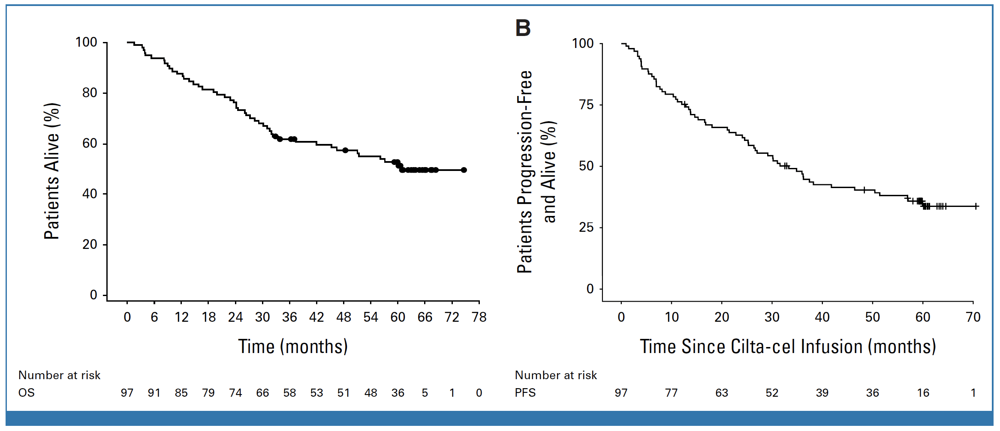 100
80
60
40
20
0
Patients Alive (%)
0 6 12 18 24 30 36 42 48 54 60 66 72 78
Time (months)
Number at risk
OS 97 91 85 79 74 66 58 53 51 48 36 5 1 0
B
100
75
50
25
0
Patients Progression-Free
and Alive (%)
0 10 20 30 40 50 60 70
Time Since Cilta-cel Infusion (months)
Number at risk
PFS 97 77 63 52 39 36 16 1